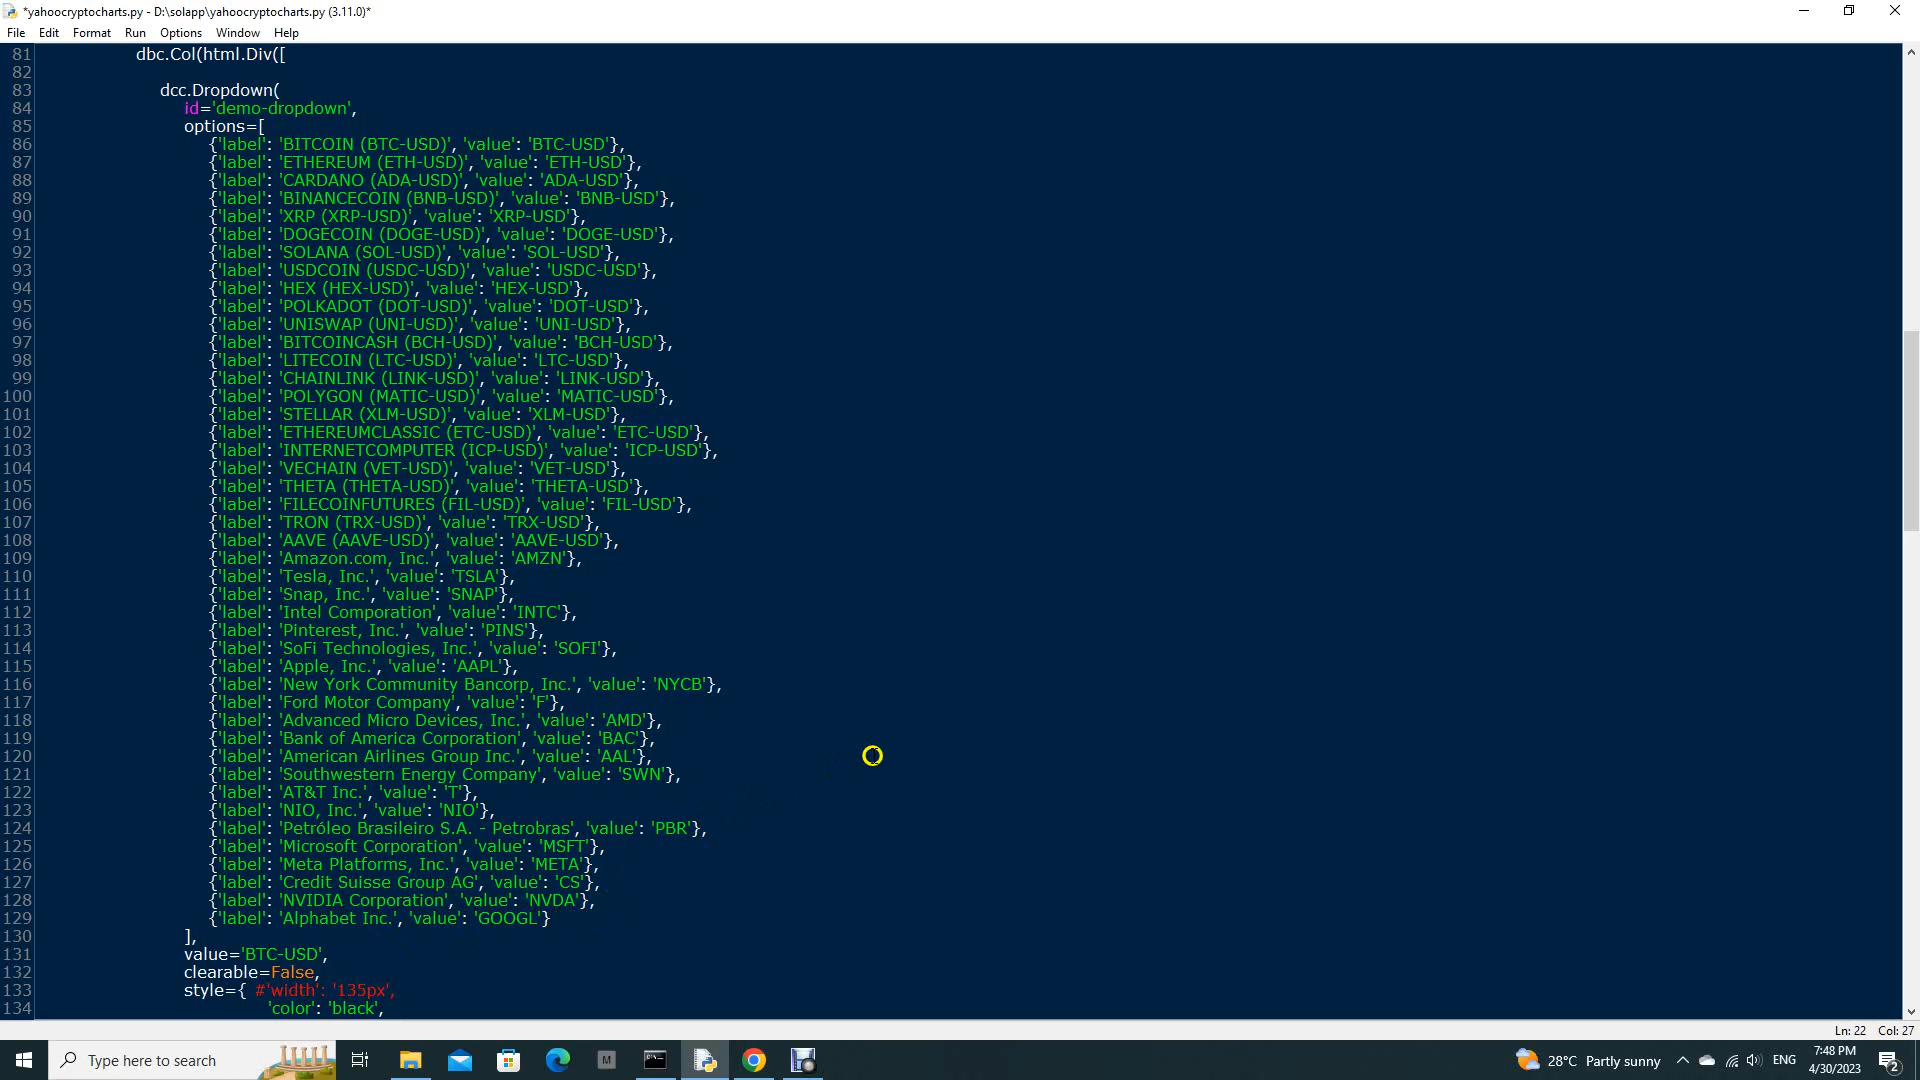 *yahoocryptocharts.py - D:\solapp\yahoocryptocharts.py (3.11.0)*
File Edit Format Run Options Window Help
81 dbc.Col(html.Div([
82
83 dcc.Dropdown(
84 id='demo-dropdown',
85 options=[
86 {'label': 'BITCOIN (BTC-USD)', 'value': 'BTC-USD'},
87 {'label': 'ETHEREUM (ETH-USD)', 'value': 'ETH-USD'},
88 {'label': 'CARDANO (ADA-USD)', 'value': 'ADA-USD'},
89 {'label': 'BINANCECOIN (BNB-USD)', 'value': 'BNB-USD'},
90 {'label': 'XRP (XRP-USD)', 'value': 'XRP-USD'},
91 {'label': 'DOGECOIN (DOGE-USD)', 'value': 'DOGE-USD'},
92 {'label': 'SOLANA (SOL-USD)', 'value': 'SOL-USD'},
93 {'label': 'USDCOIN (USDC-USD)', 'value': 'USDC-USD'},
94 {'label': 'HEX (HEX-USD)', 'value': 'HEX-USD'},
95 {'label': 'POLKADOT (DOT-USD)', 'value': 'DOT-USD'},
96 {'label': 'UNISWAP (UNI-USD)', 'value': 'UNI-USD'},
97 {'label': 'BITCOINCASH (BCH-USD)', 'value': 'BCH-USD'},
98 {'label': 'LITECOIN (LTC-USD)', 'value': 'LTC-USD'},
99 {'label': 'CHAINLINK (LINK-USD)', 'value': 'LINK-USD'},
100 {'label': 'POLYGON (MATIC-USD)', 'value': 'MATIC-USD'},
101 {'label': 'STELLAR (XLM-USD)', 'value': 'XLM-USD'},
102 {'label': 'ETHEREUMCLASSIC (ETC-USD)', 'value': 'ETC-USD'},
103 {'label': 'INTERNETCOMPUTER (ICP-USD)', 'value': 'ICP-USD'},
104 {'label': 'VECHAIN (VET-USD)', 'value': 'VET-USD'},
105 {'label': 'THETA (THETA-USD)', 'value': 'THETA-USD'},
106 {'label': 'FILECOINFUTURES (FIL-USD)', 'value': 'FIL-USD'},
107 {'label': 'TRON (TRX-USD)', 'value': 'TRX-USD'},
108 {'label': 'AAVE (AAVE-USD)', 'value': 'AAVE-USD'},
109 {'label': 'Amazon.com, Inc.', 'value': 'AMZN'},
110 {'label': 'Tesla, Inc.', 'value': 'TSLA'},
111 {'label': 'Snap, Inc.', 'value': 'SNAP'},
112 {'label': 'Intel Comporation', 'value': 'INTC'},
113 {'label': 'Pinterest, Inc.', 'value': 'PINS'},
114 {'label': 'SoFi Technologies, Inc.', 'value': 'SOFI'},
115 {'label': 'Apple, Inc.', 'value': 'AAPL'},
116 {'label': 'New York Community Bancorp, Inc.', 'value': 'NYCB'},
117 {'label': 'Ford Motor Company', 'value': 'F'},
118 {'label': 'Advanced Micro Devices, Inc.', 'value': 'AMD'},
119 {'label': 'Bank of America Corporation', 'value': 'BAC'},
120 {'label': 'American Airlines Group Inc.', 'value': 'AAL'},
121 {'label': 'Southwestern Energy Company', 'value': 'SWN'},
122 {'label': 'AT&T Inc.', 'value': 'T'},
123 {'label': 'NIO, Inc.', 'value': 'NIO'},
124 {'label': 'Petróleo Brasileiro S.A. - Petrobras', 'value': 'PBR'},
125 {'label': 'Microsoft Corporation', 'value': 'MSFT'},
126 {'label': 'Meta Platforms, Inc.', 'value': 'META'},
127 {'label': 'Credit Suisse Group AG', 'value': 'CS'},
128 {'label': 'NVIDIA Corporation', 'value': 'NVDA'},
129 {'label': 'Alphabet Inc.', 'value': 'GOOGL'}
130 ],
131 value='BTC-USD',
132 clearable=False,
133 style={ #'width': '135px',
134 'color': 'black',
Ln: 22 Col: 27
Type here to search
M
28°C Partly sunny
ENG
7:48 PM
4/30/2023
2